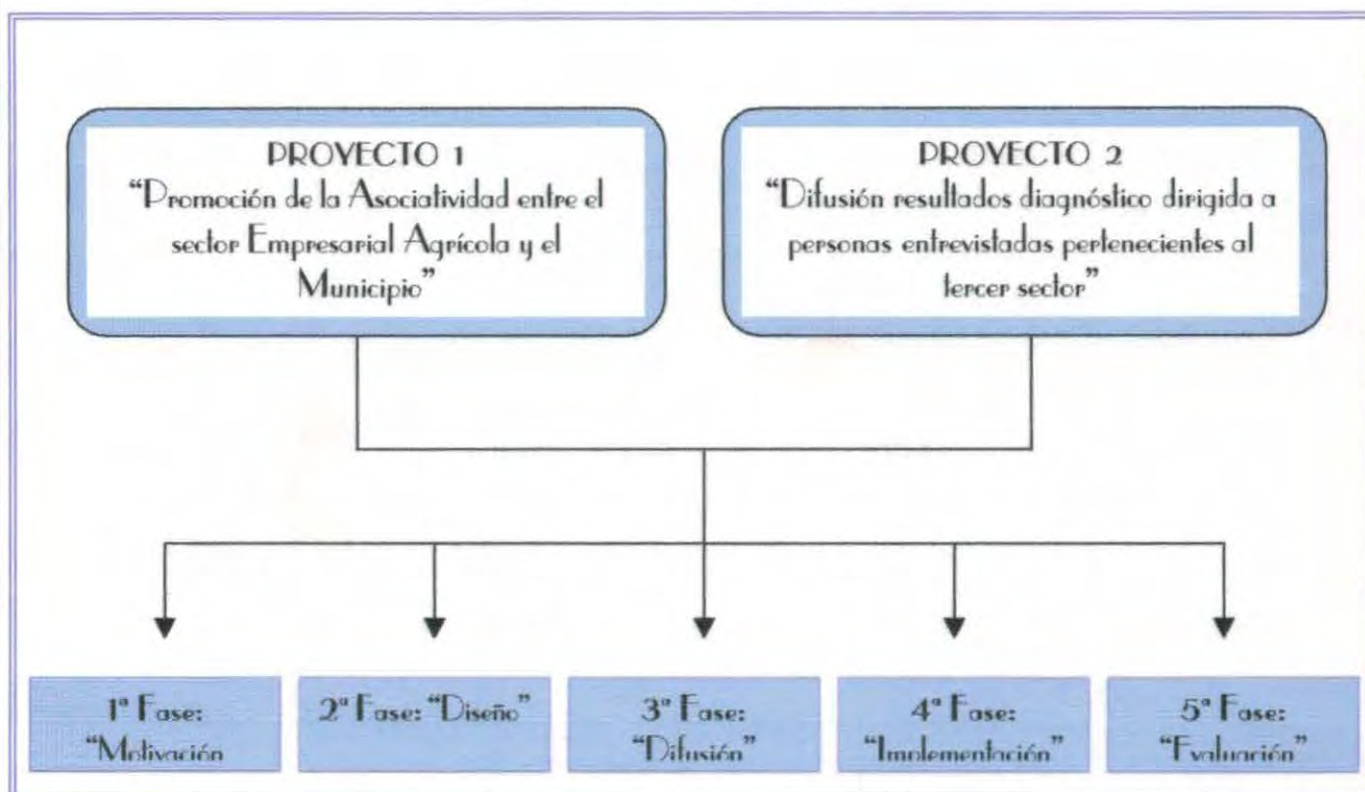 PROYECTO 1
“Promoción de la Asociatividad entre el
sector Empresarial Agrícola y el
Municipio”
PROYECTO 2
“Difusión resultados diagnóstico dirigida a
personas entrevistadas pertenecientes al
tercer sector”
1ª Fase:
“Motivación
2ª Fase: “Diseño”
3ª Fase:
“Difusión”
4ª Fase:
“Implementación”
5ª Fase:
“Evaluación”